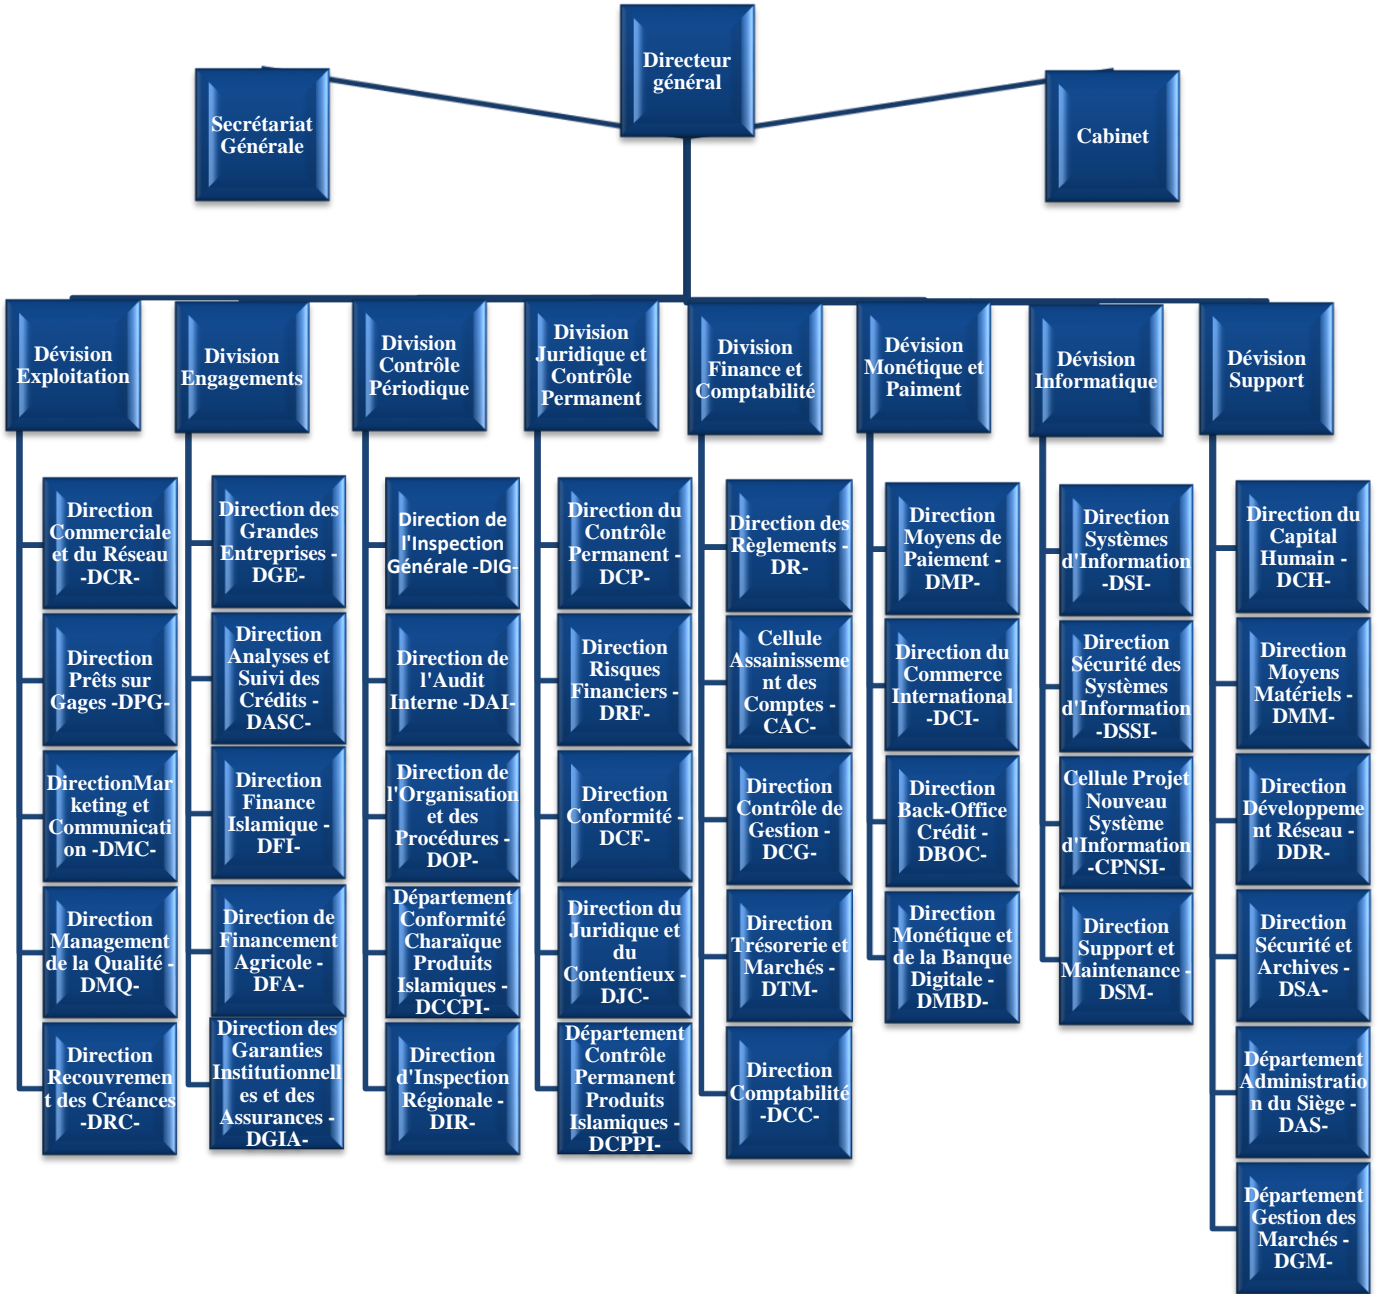 Directeur
général
Secrétariat
Générale
Cabinet
Dévision
Exploitation
Division
Engagements
Division
Contrôle
Périodique
Division
Juridique et
Contrôle
Permanent
Division
Finance et
Comptabilité
Dévision
Monétique et
Paiment
Dévision
Informatique
Dévision
Support
Direction
Commerciale
et du Réseau
-DCR-
Direction
Prêts sur
Gages -DPG-
DirectionMar
keting et
Communicati
on -DMC-
Direction
Management
de la Qualité -
DMQ-
Direction
Recouvremen
t des Créances
-DRC-
Direction des
Grandes
Entreprises -
DGE-
Direction
Analyses et
Suivi des
Crédits -
DASC-
Direction
Finance
Islamique -
DFI-
Direction de
Financement
Agricole -
DFA-
Direction des
Garanties
Institutionnell
es et des
Assurances -
DGIA-
Direction de
l'Inspection
Générale -DIG-
Direction de
l'Audit
Interne -DAI-
Direction de
l'Organisation
et des
Procédures -
DOP-
Département
Conformité
Charaïque
Produits
Islamiques -
DCCPI-
Direction
d'Inspection
Régionale -
DIR-
Direction du
Contrôle
Permanent -
DCP-
Direction
Risques
Financiers -
DRF-
Direction
Conformité -
DCF-
Direction du
Juridique et
du
Contentieux -
DJC-
Département
Contrôle
Permanent
Produits
Islamiques -
DCPPI-
Direction des
Règlements -
DR-
Cellule
Assainisseme
nt des
Comptes -
CAC-
Direction
Contrôle de
Gestion -
DCG-
Direction
Trésorerie et
Marchés -
DTM-
Direction
Comptabilité
-DCC-
Direction
Moyens de
Paiement -
DMP-
Direction du
Commerce
International
-DCI-
Direction
Back-Office
Crédit -
DBOC-
Direction
Monétique et
de la Banque
Digitale -
DMBD-
Direction
Systèmes
d'Information
-DSI-
Direction
Sécurité des
Systèmes
d'Information
-DSSI-
Cellule Projet
Nouveau
Système
d'Information
-CPNSI-
Direction
Support et
Maintenance -
DSM-
Direction du
Capital
Humain -
DCH-
Direction
Moyens
Matériels -
DMM-
Direction
Développeme
nt Réseau -
DDR-
Direction
Sécurité et
Archives -
DSA-
Département
Administratio
n du Siège -
DAS-
Département
Gestion des
Marchés -
DGM-